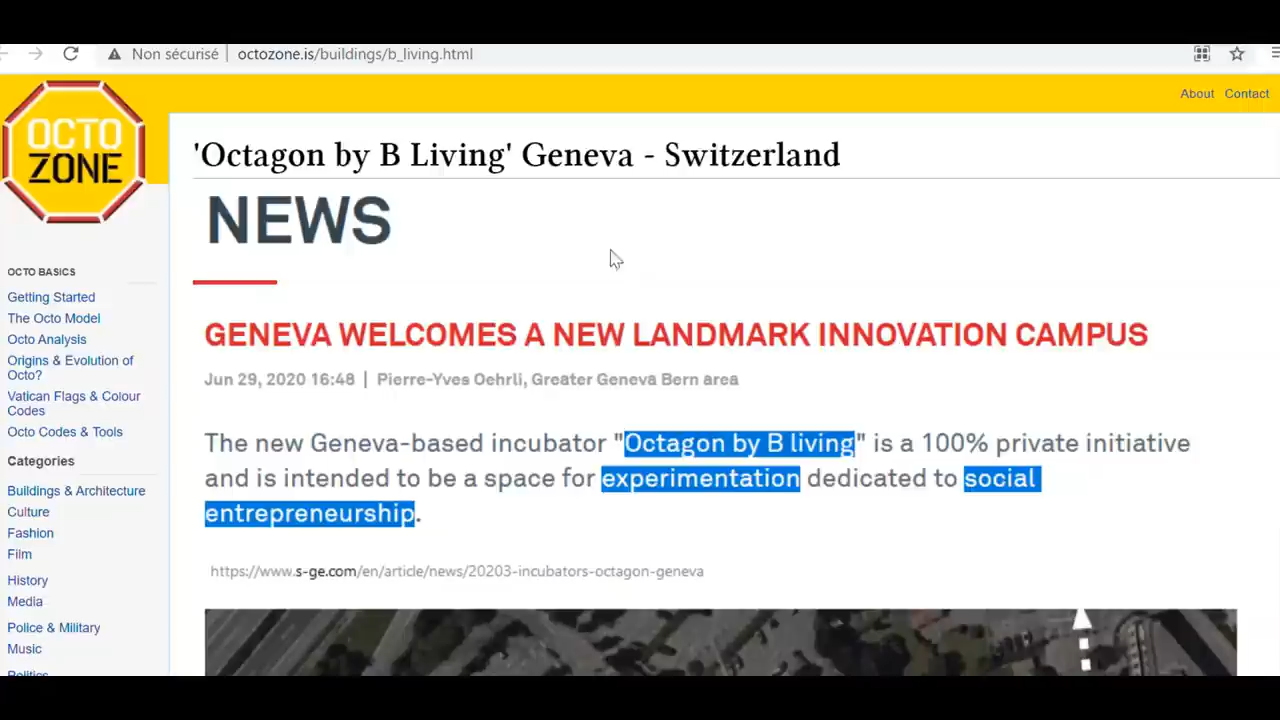 Non sécurisé | octozone.is/buildings/b_living.html
About Contact
OCTO
ZONE
'Octagon by B Living' Geneva - Switzerland
NEWS
OCTO BASICS
Getting Started
The Octo Model
Octo Analysis
Origins & Evolution of
Octo?
Vatican Flags & Colour
Codes
Octo Codes & Tools
Categories
Buildings & Architecture
Culture
Fashion
Film
History
Media
Police & Military
Music
Politics
GENEVA WELCOMES A NEW LANDMARK INNOVATION CAMPUS
Jun 29, 2020 16:48 | Pierre-Yves Oehrli, Greater Geneva Bern area
The new Geneva-based incubator "Octagon by B living" is a 100% private initiative
and is intended to be a space for experimentation dedicated to social
entrepreneurship.
https://www.s-ge.com/en/article/news/20203-incubators-octagon-geneva